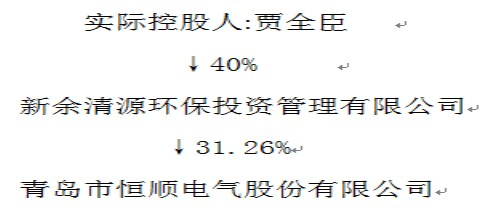 实际控股人:贾全臣
↓40%
新余清源环保投资管理有限公司
↓31.26%
青岛市恒顺电气股份有限公司